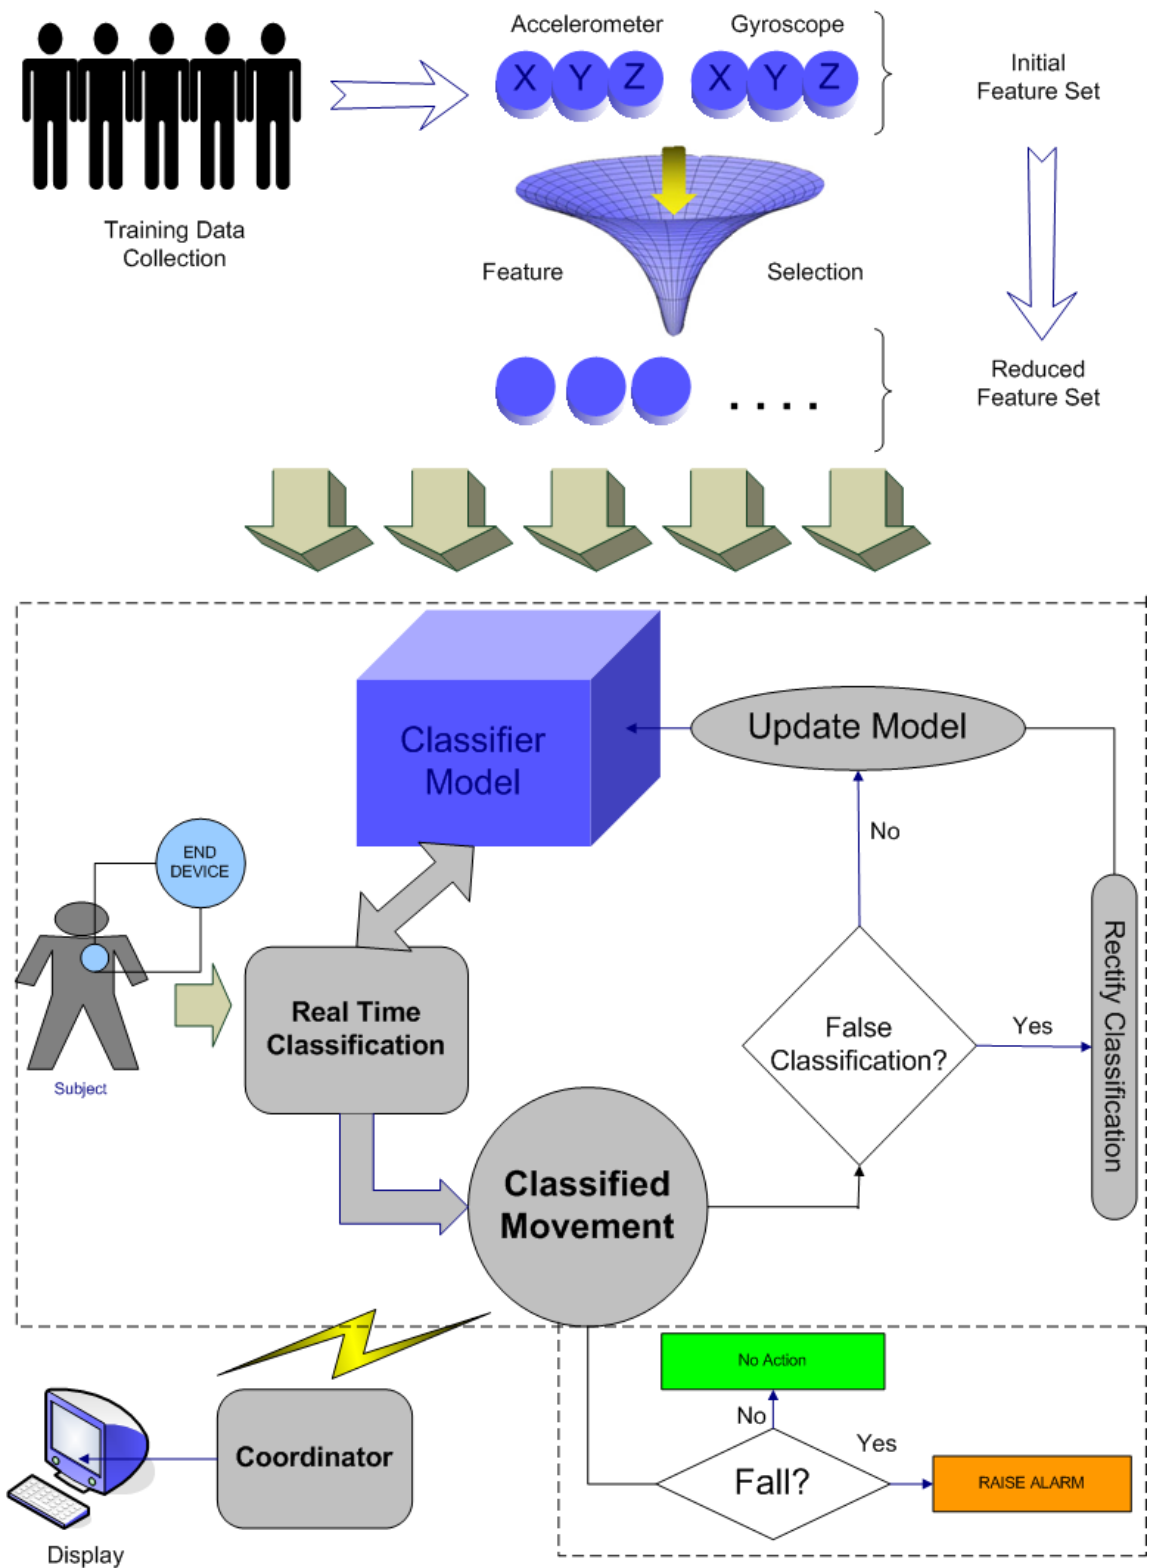 Accelerometer
Gyroscope
X Y Z
X Y Z
Initial
Feature Set
Training Data
Collection
Feature
Selection
Reduced
Feature Set
. . . .
Classifier
Model
Update Model
No
END
DEVICE
Rectify Classification
Real Time
Classification
False
Classification?
Yes
Subject
Classified
Movement
No Action
No
Yes
Coordinator
Fall?
RAISE ALARM
Display